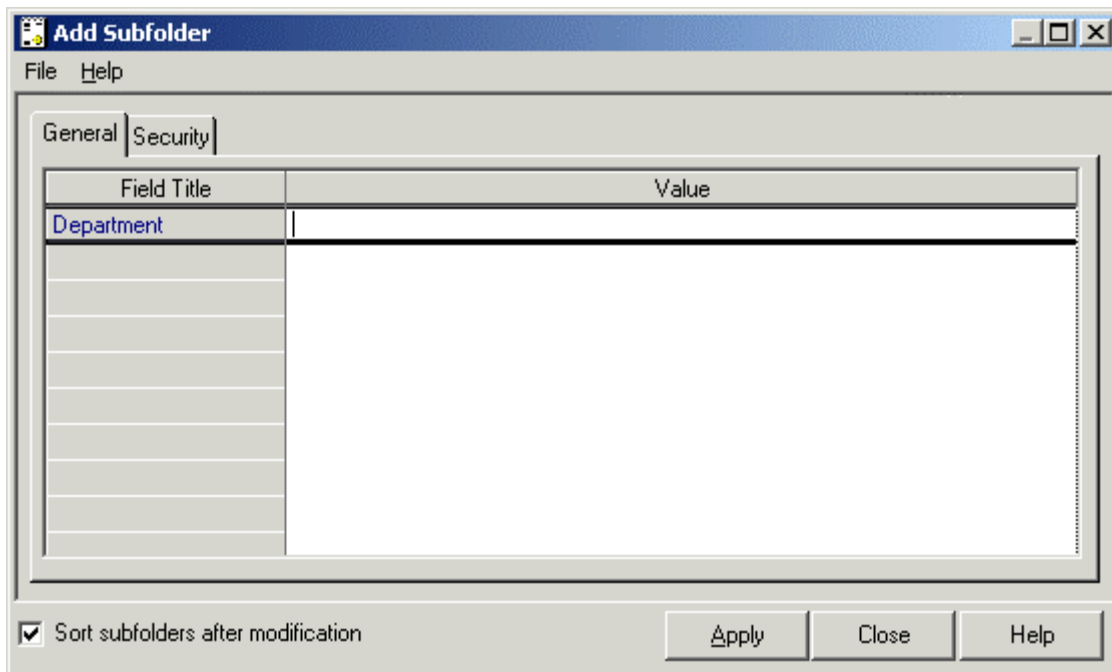 Add Subfolder
File Help
General Security
Field Title Value
Department
Sort subfolders after modification Apply Close Help